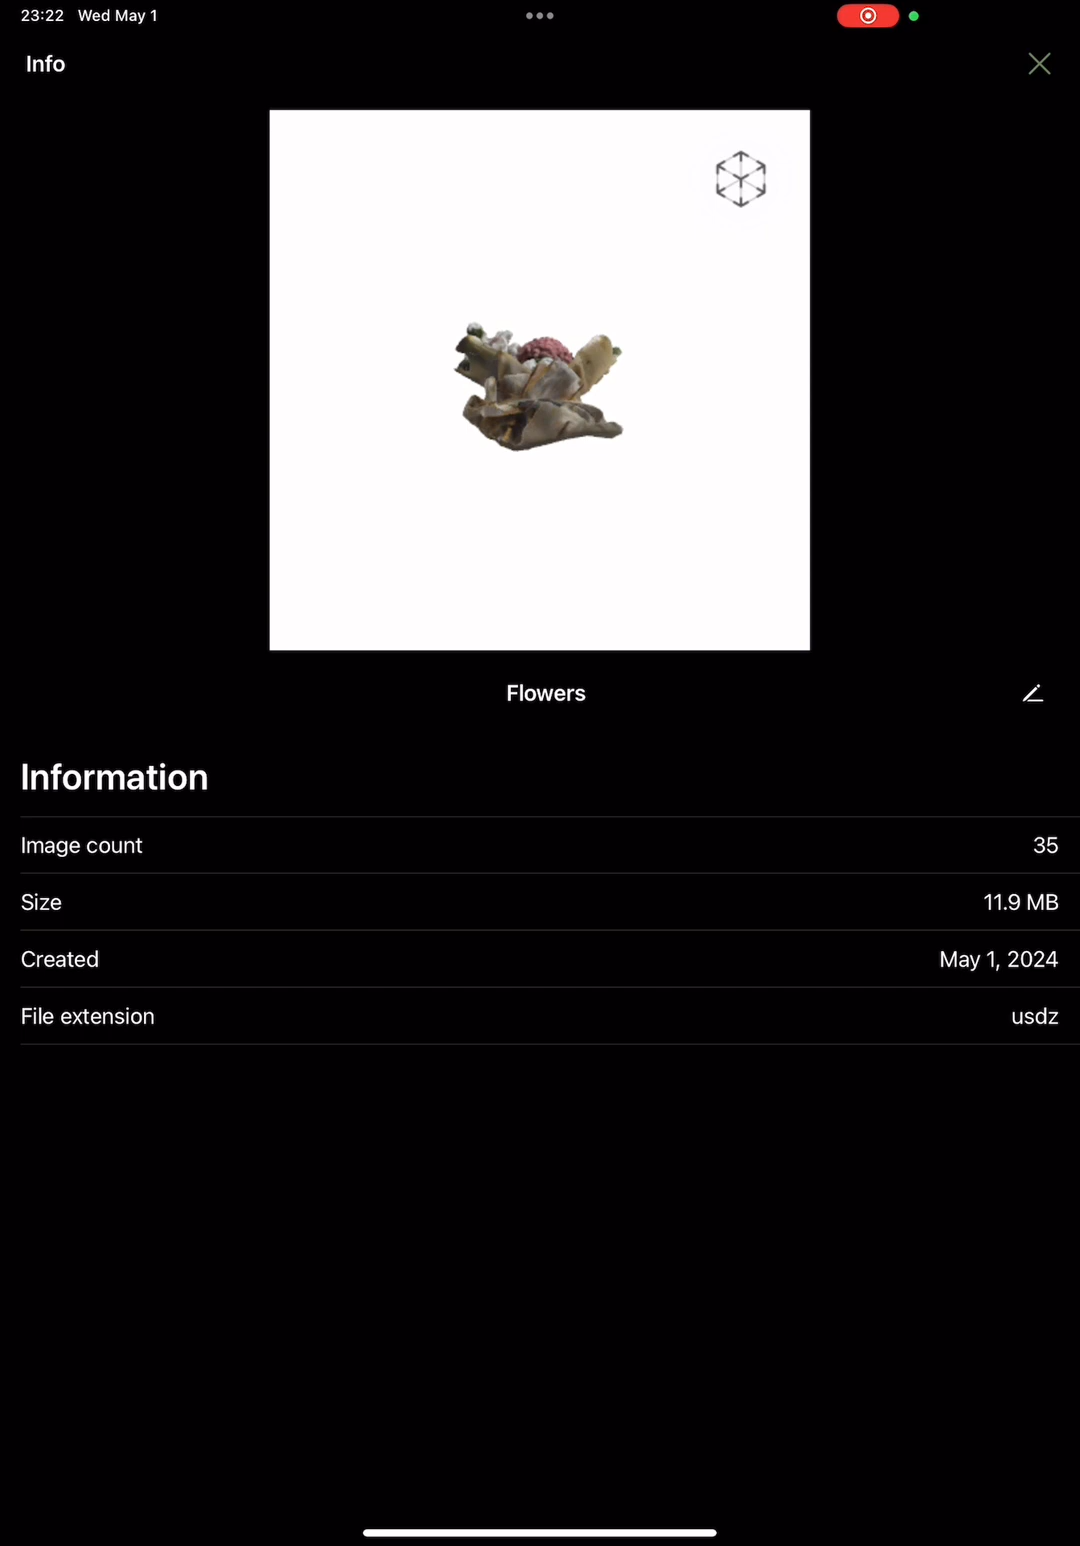 23:22 Wed May 1
Info
Flowers
Information
Image count 35
Size 11.9 MB
Created May 1, 2024
File extension usdz